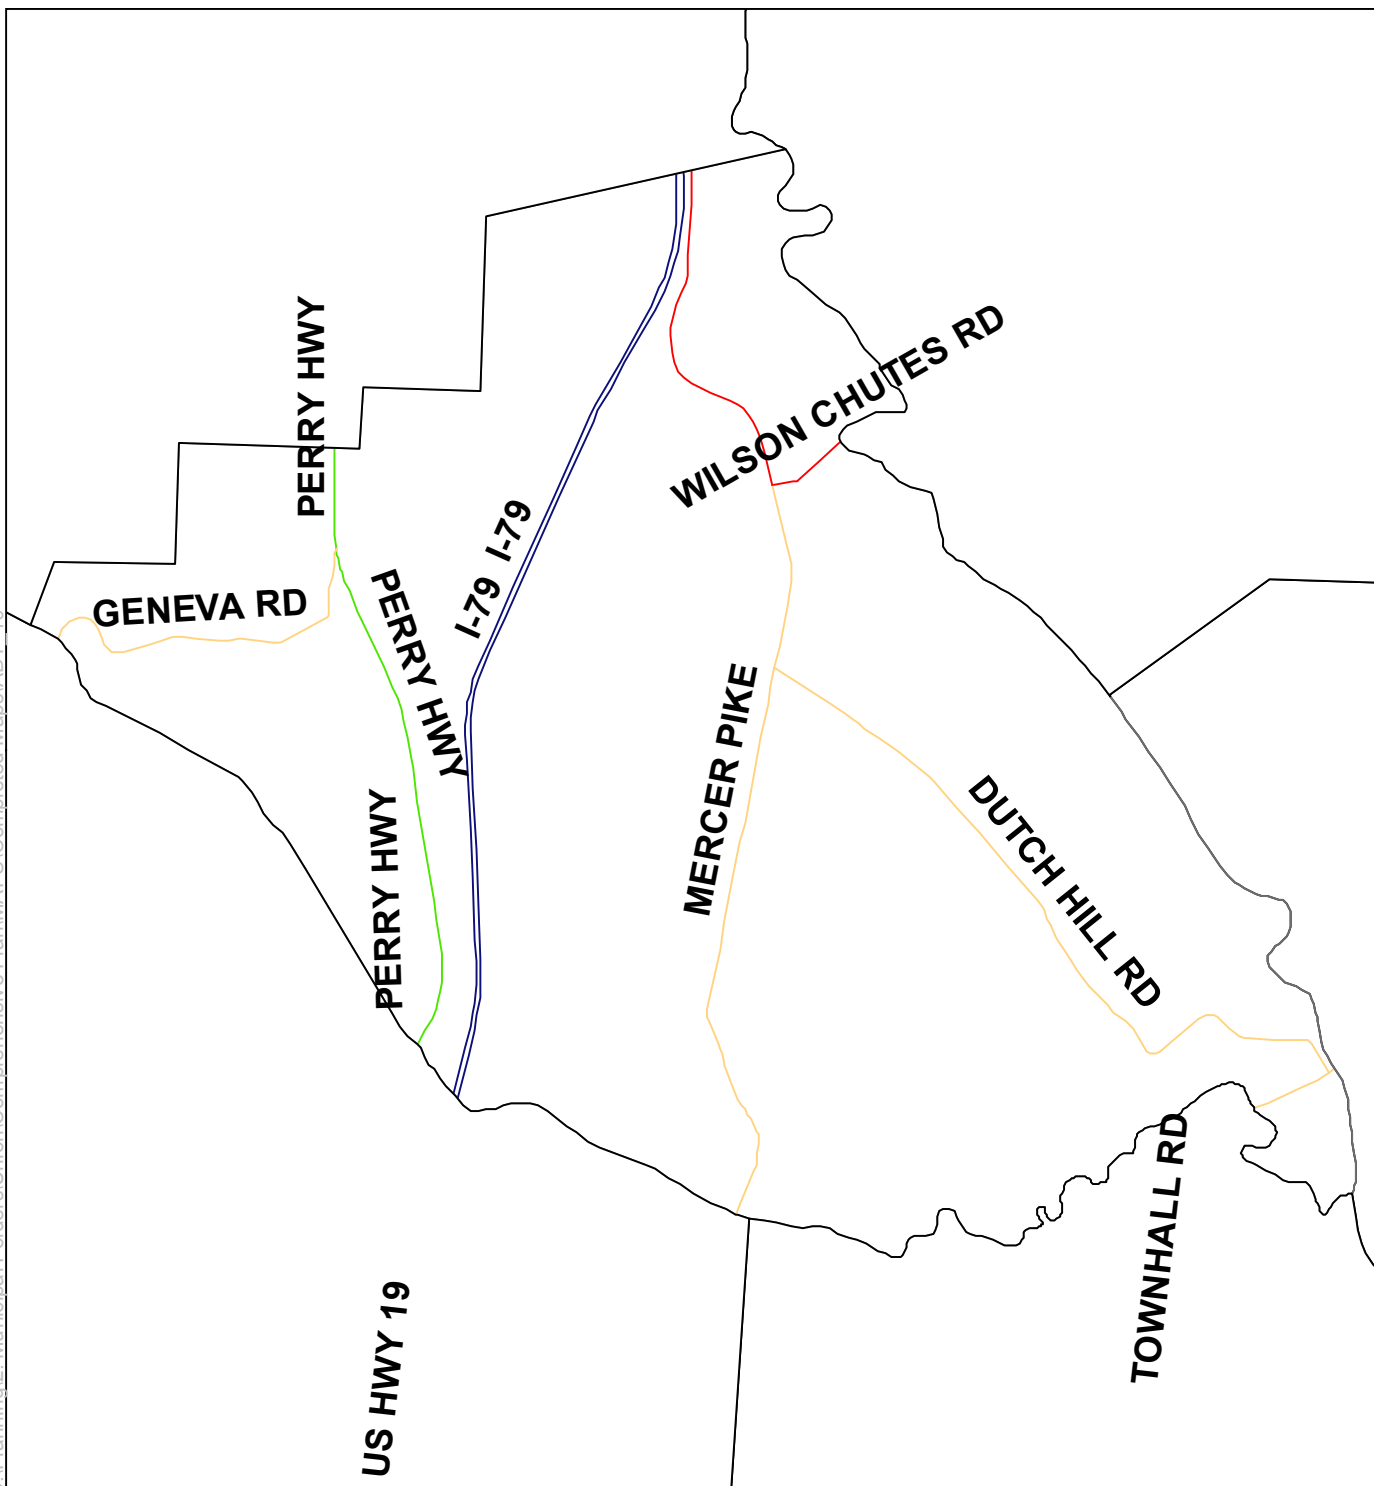 PERRY HWY
WILSON CHUTES RD
I-79
I-79
GENEVA RD
PERRY HWY
MERCER PIKE
PERRY HWY
DUTCH HILL RD
TOWNHALL RD
US HWY 19